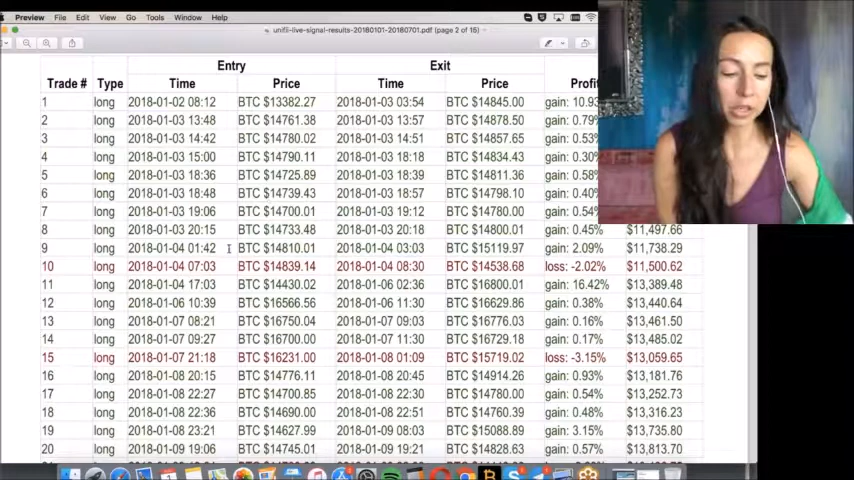 Preview File Edit View Go Tools Window Help
unifii-live-signal-results-20180101-20180701.pdf (page 2 of 16)
Entry Exit
Trade # Type Time Price Time Price Profit
1 long 2018-01-02 08:12 BTC $13382.27 2018-01-03 03:54 BTC $14845.00 gain: 10.93
2 long 2018-01-03 13:48 BTC $14761.38 2018-01-03 13:57 BTC $14878.50 gain: 0.79%
3 long 2018-01-03 14:42 BTC $14780.02 2018-01-03 14:51 BTC $14857.65 gain: 0.53%
4 long 2018-01-03 15:00 BTC $14790.11 2018-01-03 18:18 BTC $14834.43 gain: 0.30%
5 long 2018-01-03 18:36 BTC $14725.89 2018-01-03 18:39 BTC $14811.36 gain: 0.58%
6 long 2018-01-03 18:48 BTC $14739.43 2018-01-03 18:57 BTC $14798.10 gain: 0.40%
7 long 2018-01-03 19:06 BTC $14700.01 2018-01-03 19:12 BTC $14780.00 gain: 0.54%
8 long 2018-01-03 20:15 BTC $14733.48 2018-01-03 20:18 BTC $14800.01 gain: 0.45% $11,497.66
9 long 2018-01-04 01:42 BTC $14810.01 2018-01-04 03:03 BTC $15119.97 gain: 2.09% $11,738.29
10 long 2018-01-04 07:03 BTC $14839.14 2018-01-04 08:30 BTC $14538.68 loss: -2.02% $11,500.62
11 long 2018-01-04 17:03 BTC $14430.02 2018-01-06 02:36 BTC $16800.01 gain: 16.42% $13,389.48
12 long 2018-01-06 10:39 BTC $16566.56 2018-01-06 11:30 BTC $16629.86 gain: 0.38% $13,440.64
13 long 2018-01-07 08:21 BTC $16750.04 2018-01-07 09:03 BTC $16776.03 gain: 0.16% $13,461.50
14 long 2018-01-07 09:27 BTC $16700.00 2018-01-07 11:30 BTC $16729.18 gain: 0.17% $13,485.02
15 long 2018-01-07 21:18 BTC $16231.00 2018-01-08 01:09 BTC $15719.02 loss: -3.15% $13,059.65
16 long 2018-01-08 20:15 BTC $14776.11 2018-01-08 20:45 BTC $14914.26 gain: 0.93% $13,181.76
17 long 2018-01-08 22:27 BTC $14700.85 2018-01-08 22:30 BTC $14780.00 gain: 0.54% $13,252.73
18 long 2018-01-08 22:36 BTC $14690.00 2018-01-08 22:51 BTC $14760.39 gain: 0.48% $13,316.23
19 long 2018-01-08 23:21 BTC $14627.99 2018-01-09 08:03 BTC $15088.89 gain: 3.15% $13,735.80
20 long 2018-01-09 19:06 BTC $14745.01 2018-01-09 19:21 BTC $14828.63 gain: 0.57% $13,813.70